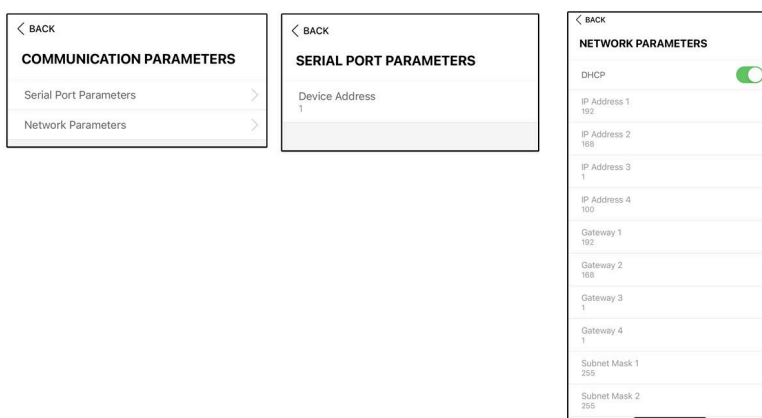 BACK
COMMUNICATION PARAMETERS
Serial Port Parameters
Network Parameters
BACK
SERIAL PORT PARAMETERS
Device Address
1
BACK
NETWORK PARAMETERS
DHCP
IP Address 1
192
IP Address 2
168
IP Address 3
1
IP Address 4
100
Gateway 1
192
Gateway 2
168
Gateway 3
1
Gateway 4
1
Subnet Mask 1
255
Subnet Mask 2
255